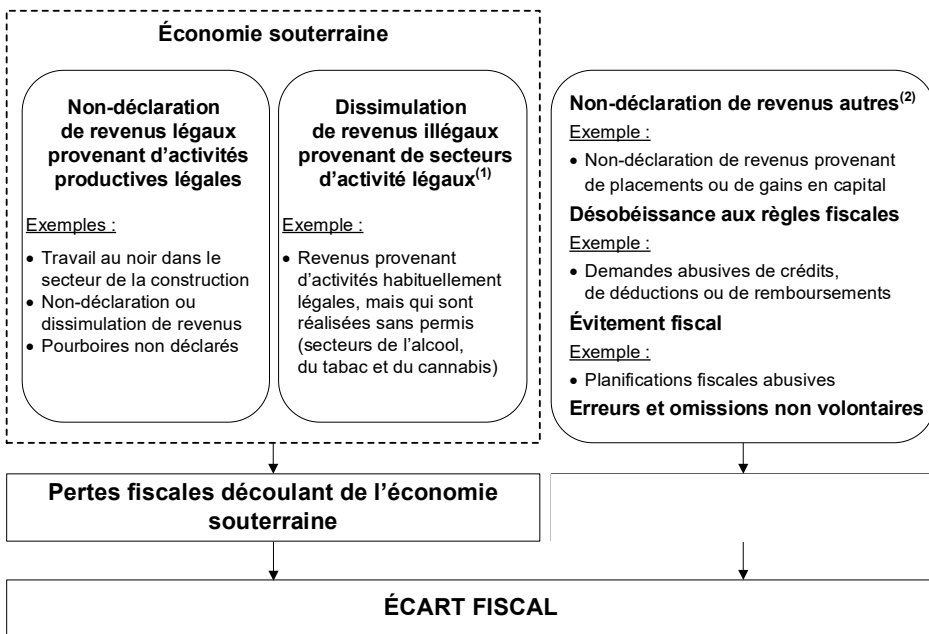 Économie souterraine
Non-déclaration
de revenus légaux
provenant d’activités
productives légales
Exemples :
• Travail au noir dans le
secteur de la construction
• Non-déclaration ou
dissimulation de revenus
• Pourboires non déclarés
Dissimulation
de revenus illégaux
provenant de secteurs
d’activité légaux(1)
Exemple :
• Revenus provenant
d’activités habituellement
légales, mais qui sont
réalisées sans permis
(secteurs de l’alcool,
du tabac et du cannabis)
Non-déclaration de revenus autres(2)
Exemple :
• Non-déclaration de revenus provenant
de placements ou de gains en capital
Désobéissance aux règles fiscales
Exemple :
• Demandes abusives de crédits,
de déductions ou de remboursements
Évitement fiscal
Exemple :
• Planifications fiscales abusives
Erreurs et omissions non volontaires
Pertes fiscales découlant de l’économie
souterraine
ÉCART FISCAL